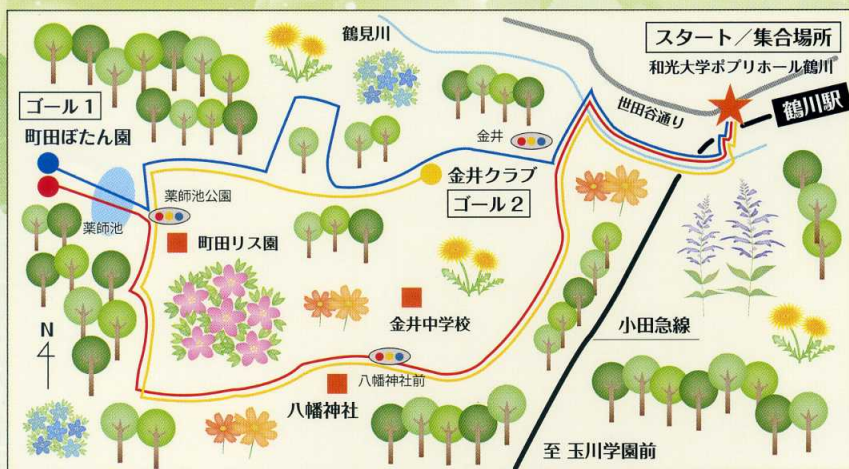 スタート／集合場所
和光大学ポプリホール鶴川
鶴見川
世田谷通り
鶴川駅
ゴール1
町田ぼたん園
金井
金井クラブ
ゴール2
薬師池公園
薬師池
町田リス園
金井中学校
小田急線
N
八幡神社前
八幡神社
至 玉川学園前